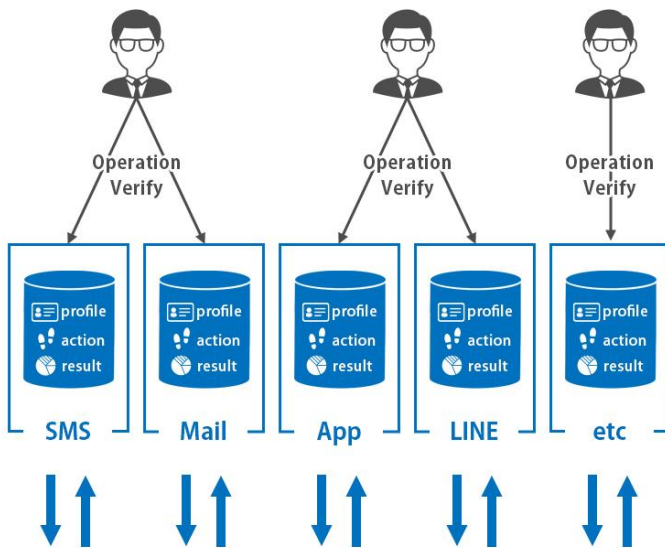 Operation
Verify
Operation
Verify
Operation
Verify
profile
action
result
SMS
profile
action
result
Mail
profile
action
result
App
profile
action
result
LINE
profile
action
result
etc